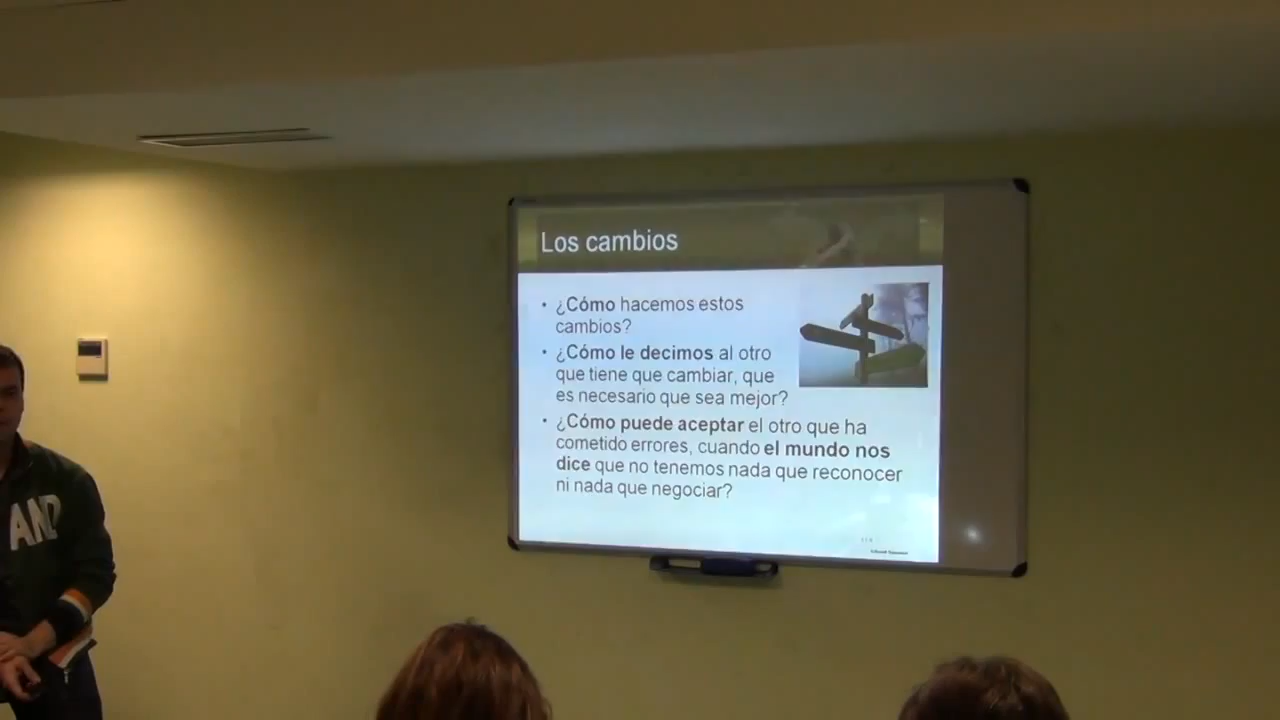 Los cambios
• ¿Cómo hacemos estos
cambios?
• ¿Cómo le decimos al otro
que tiene que cambiar, que
es necesario que sea mejor?
• ¿Cómo puede aceptar el otro que ha
cometido errores, cuando el mundo nos
dice que no tenemos nada que reconocer
ni nada que negociar?
AND